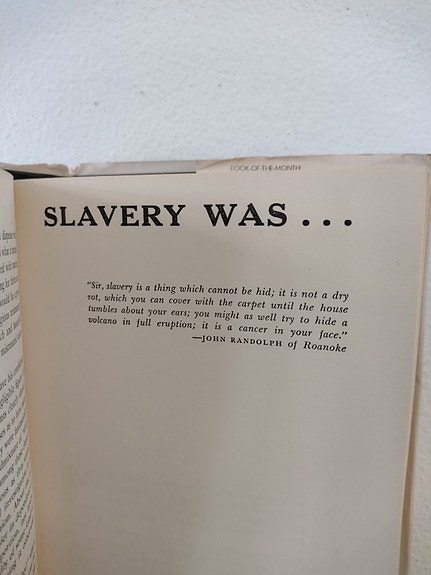 BOOK-OF-THE-MONTH
SLAVERY WAS . . .
"Sir, slavery is a thing which cannot be hid; it is not a dry
rot, which you can cover with the carpet until the house
tumbles about your ears; you might as well try to hide a
volcano in full eruption; it is a cancer in your face."
—JOHN RANDOLPH of Roanoke